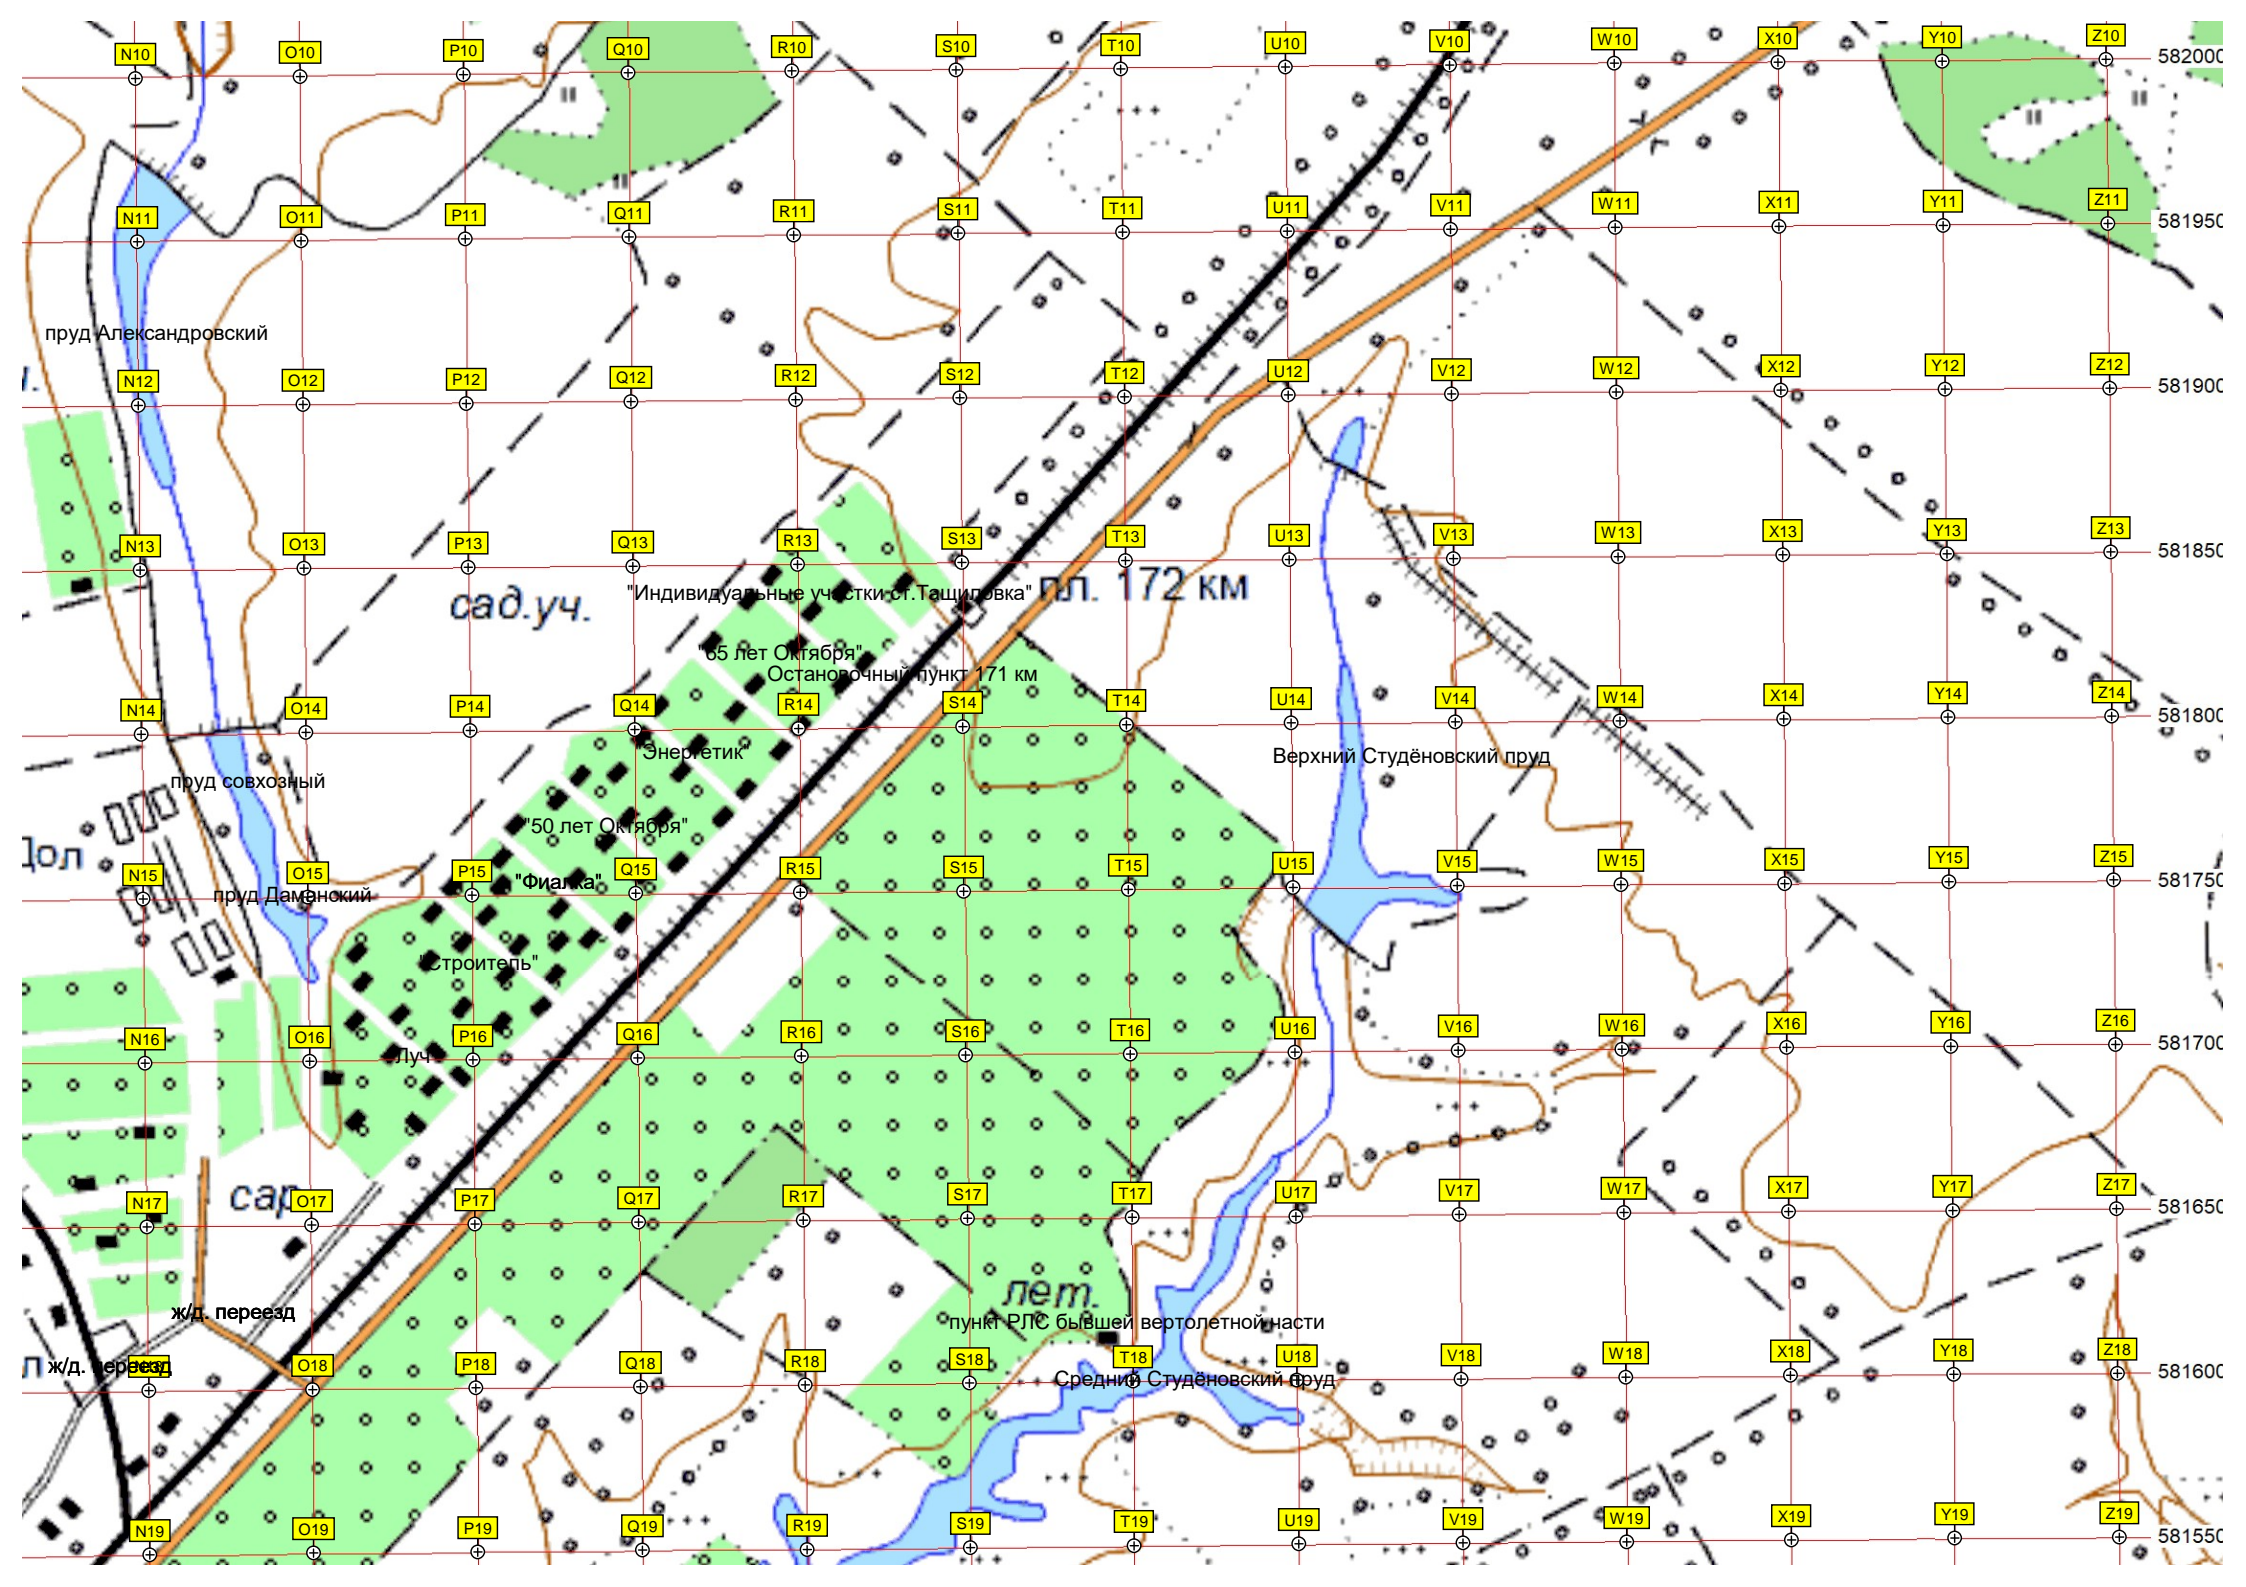 N10 O10 P10 Q10 R10 S10 T10 U10 V10 W10 X10 Y10 Z10
582000
N11 O11 P11 Q11 R11 S11 T11 U11 V11 W11 X11 Y11 Z11
581950
пруд Александровский
N12 O12 P12 Q12 R12 S12 T12 U12 V12 W12 X12 Y12 Z12
581900
N13 O13 P13 Q13 R13 S13 T13 U13 V13 W13 X13 Y13 Z13
581850
сад.уч.
"Индивидуальные участки ст.Тащиловка"
пл. 172 км
"65 лет Октября"
Остановочный пункт 171 км
N14 O14 P14 Q14 R14 S14 T14 U14 V14 W14 X14 Y14 Z14
581800
"Энергетик"
Верхний Студёновский пруд
пруд совхозный
"50 лет Октября"
Дол
N15 O15 P15 Q15 R15 S15 T15 U15 V15 W15 X15 Y15 Z15
581750
"Фиалка"
пруд Даманский
"Строитель"
N16 O16 P16 Q16 R16 S16 T16 U16 V16 W16 X16 Y16 Z16
581700
Луч
N17 O17 P17 Q17 R17 S17 T17 U17 V17 W17 X17 Y17 Z17
581650
сар
лет.
ж/д. переезд
пункт РЛС бывшей вертолетной части
ж/д. переезд
O18 P18 Q18 R18 S18 T18 U18 V18 W18 X18 Y18 Z18
581600
Средний Студёновский пруд
N19 O19 P19 Q19 R19 S19 T19 U19 V19 W19 X19 Y19 Z19
581550